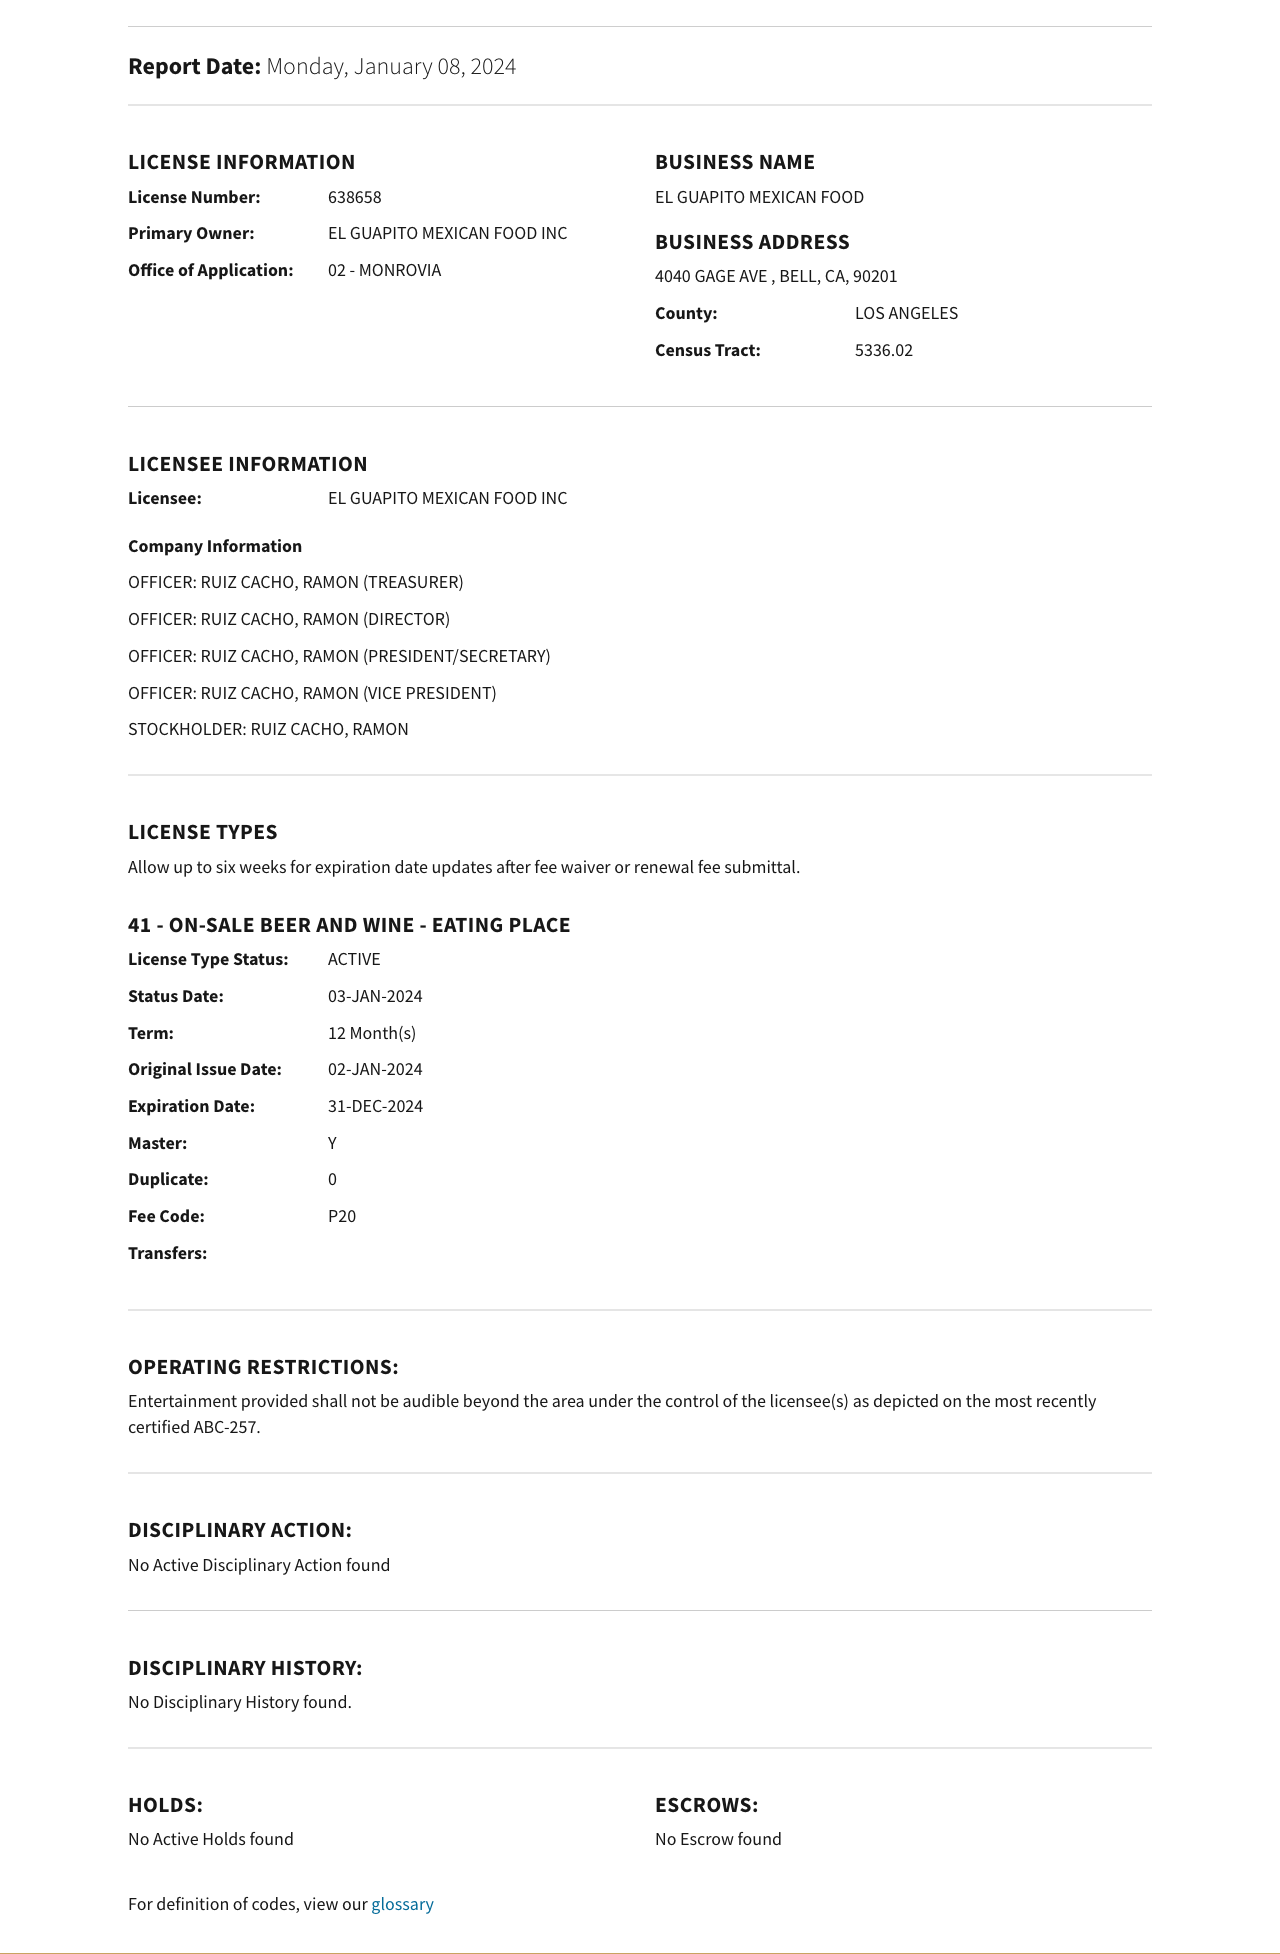 Report Date: Monday, January 08, 2024
LICENSE INFORMATION
License Number: 638658
Primary Owner: EL GUAPITO MEXICAN FOOD INC
Office of Application: 02 - MONROVIA
BUSINESS NAME
EL GUAPITO MEXICAN FOOD
BUSINESS ADDRESS
4040 GAGE AVE , BELL, CA, 90201
County: LOS ANGELES
Census Tract: 5336.02
LICENSEE INFORMATION
Licensee: EL GUAPITO MEXICAN FOOD INC
Company Information
OFFICER: RUIZ CACHO, RAMON (TREASURER)
OFFICER: RUIZ CACHO, RAMON (DIRECTOR)
OFFICER: RUIZ CACHO, RAMON (PRESIDENT/SECRETARY)
OFFICER: RUIZ CACHO, RAMON (VICE PRESIDENT)
STOCKHOLDER: RUIZ CACHO, RAMON
LICENSE TYPES
Allow up to six weeks for expiration date updates after fee waiver or renewal fee submittal.
41 - ON-SALE BEER AND WINE - EATING PLACE
License Type Status: ACTIVE
Status Date: 03-JAN-2024
Term: 12 Month(s)
Original Issue Date: 02-JAN-2024
Expiration Date: 31-DEC-2024
Master: Y
Duplicate: 0
Fee Code: P20
Transfers:
OPERATING RESTRICTIONS:
Entertainment provided shall not be audible beyond the area under the control of the licensee(s) as depicted on the most recently
certified ABC-257.
DISCIPLINARY ACTION:
No Active Disciplinary Action found
DISCIPLINARY HISTORY:
No Disciplinary History found.
HOLDS:
No Active Holds found
ESCROWS:
No Escrow found
For definition of codes, view our glossary